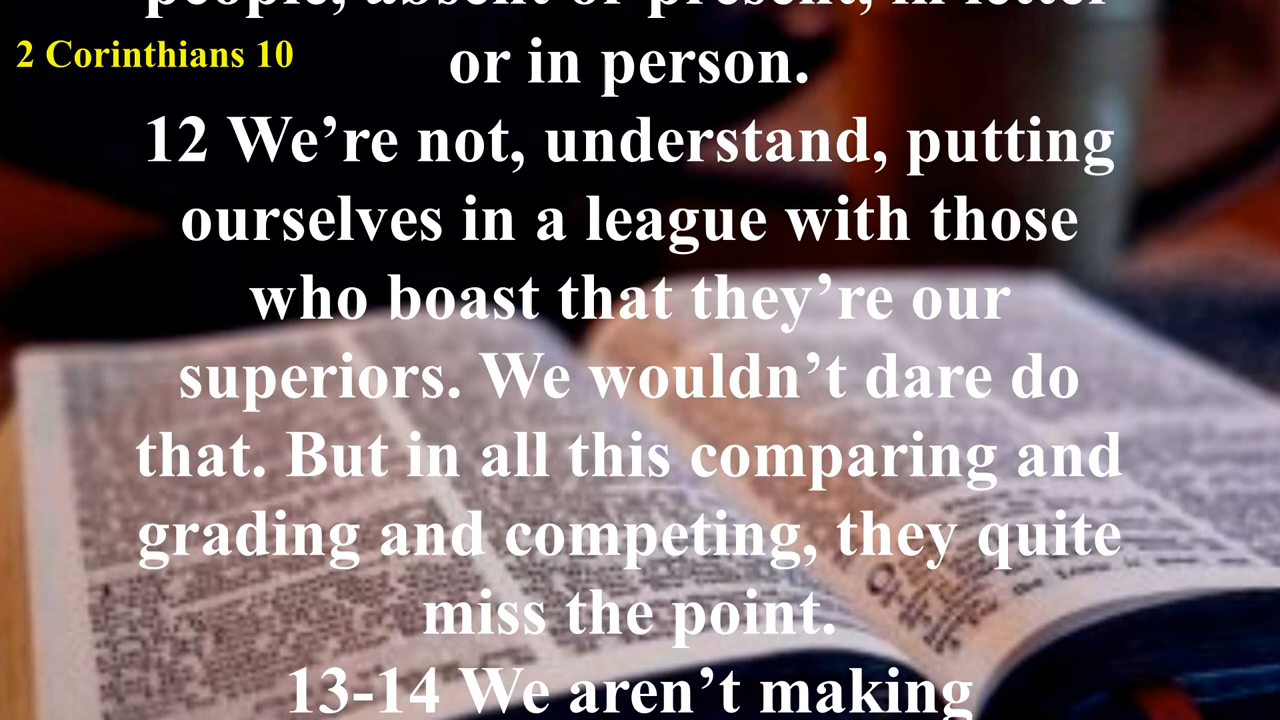 people, absent or present, in letter
2 Corinthians 10
or in person.
12 We’re not, understand, putting
ourselves in a league with those
who boast that they’re our
superiors. We wouldn’t dare do
that. But in all this comparing and
grading and competing, they quite
miss the point.
13-14 We aren’t making